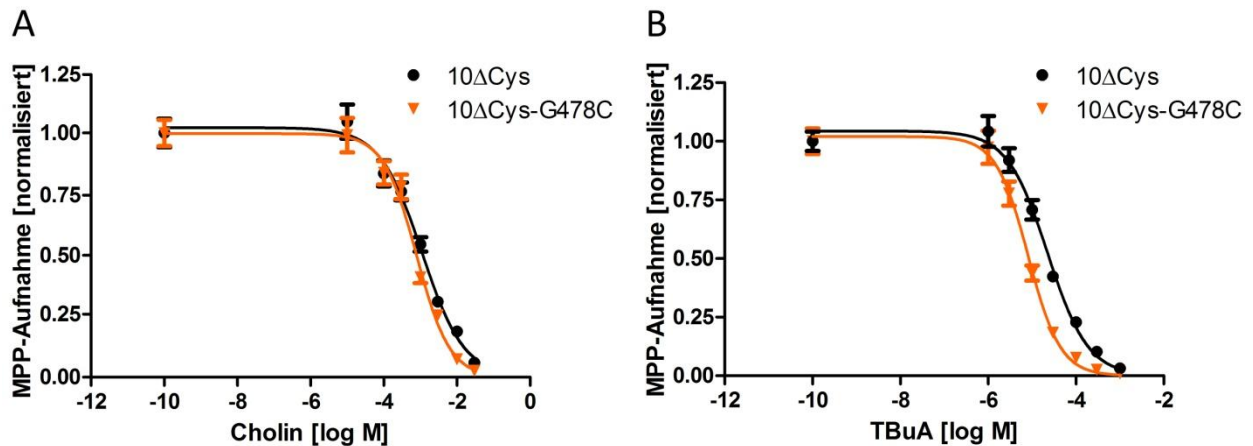 A
10ΔCys
10ΔCys-G478C
MPP-Aufnahme [normalisiert]
1.25
1.00
0.75
0.50
0.25
0.00
-12 -10 -8 -6 -4 -2 0
Cholin [log M]
B
10ΔCys
10ΔCys-G478C
MPP-Aufnahme [normalisiert]
1.25
1.00
0.75
0.50
0.25
0.00
-12 -10 -8 -6 -4 -2
TBuA [log M]